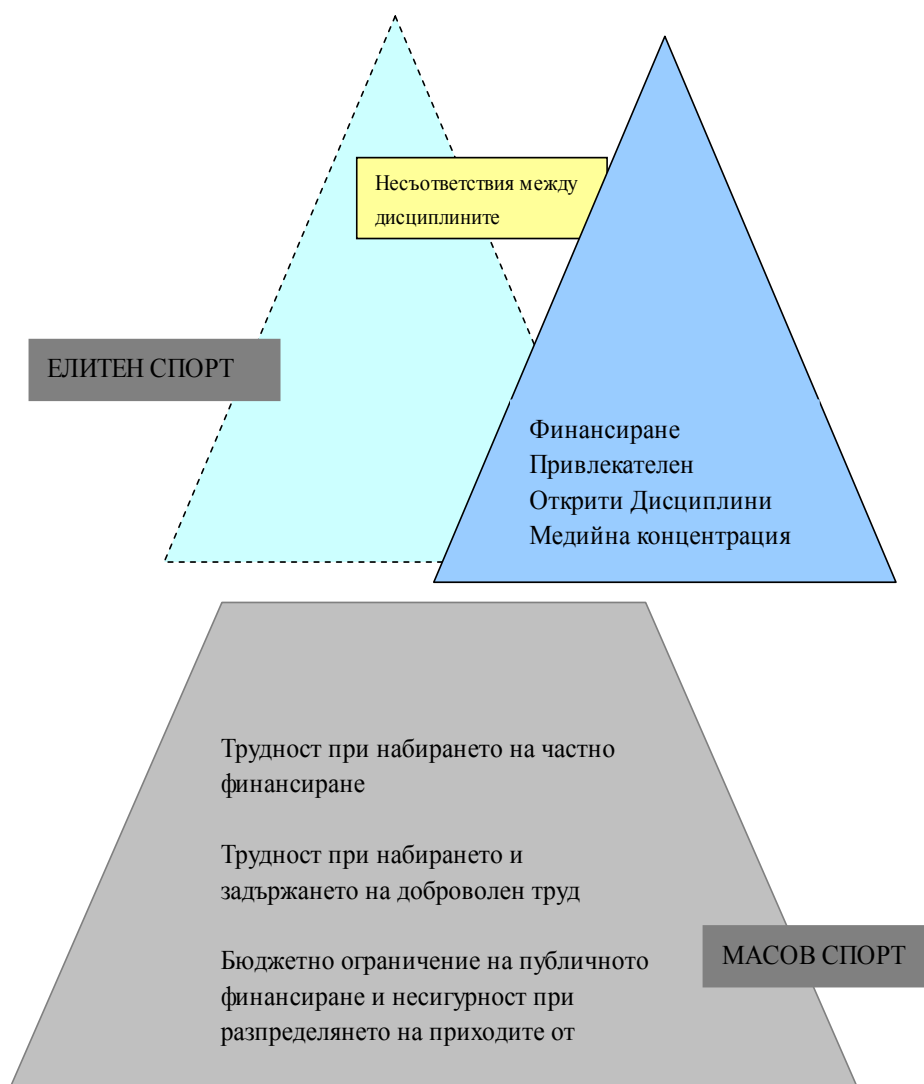 Несъответствия между
дисциплините
ЕЛИТЕН СПОРТ
Финансиране
Привлекателен
Открити Дисциплини
Медийна концентрация
Трудност при набирането на частно
финансиране
Трудност при набирането и
задържането на доброволен труд
Бюджетно ограничение на публичното
финансиране и несигурност при
разпределянето на приходите от
МАСОВ СПОРТ